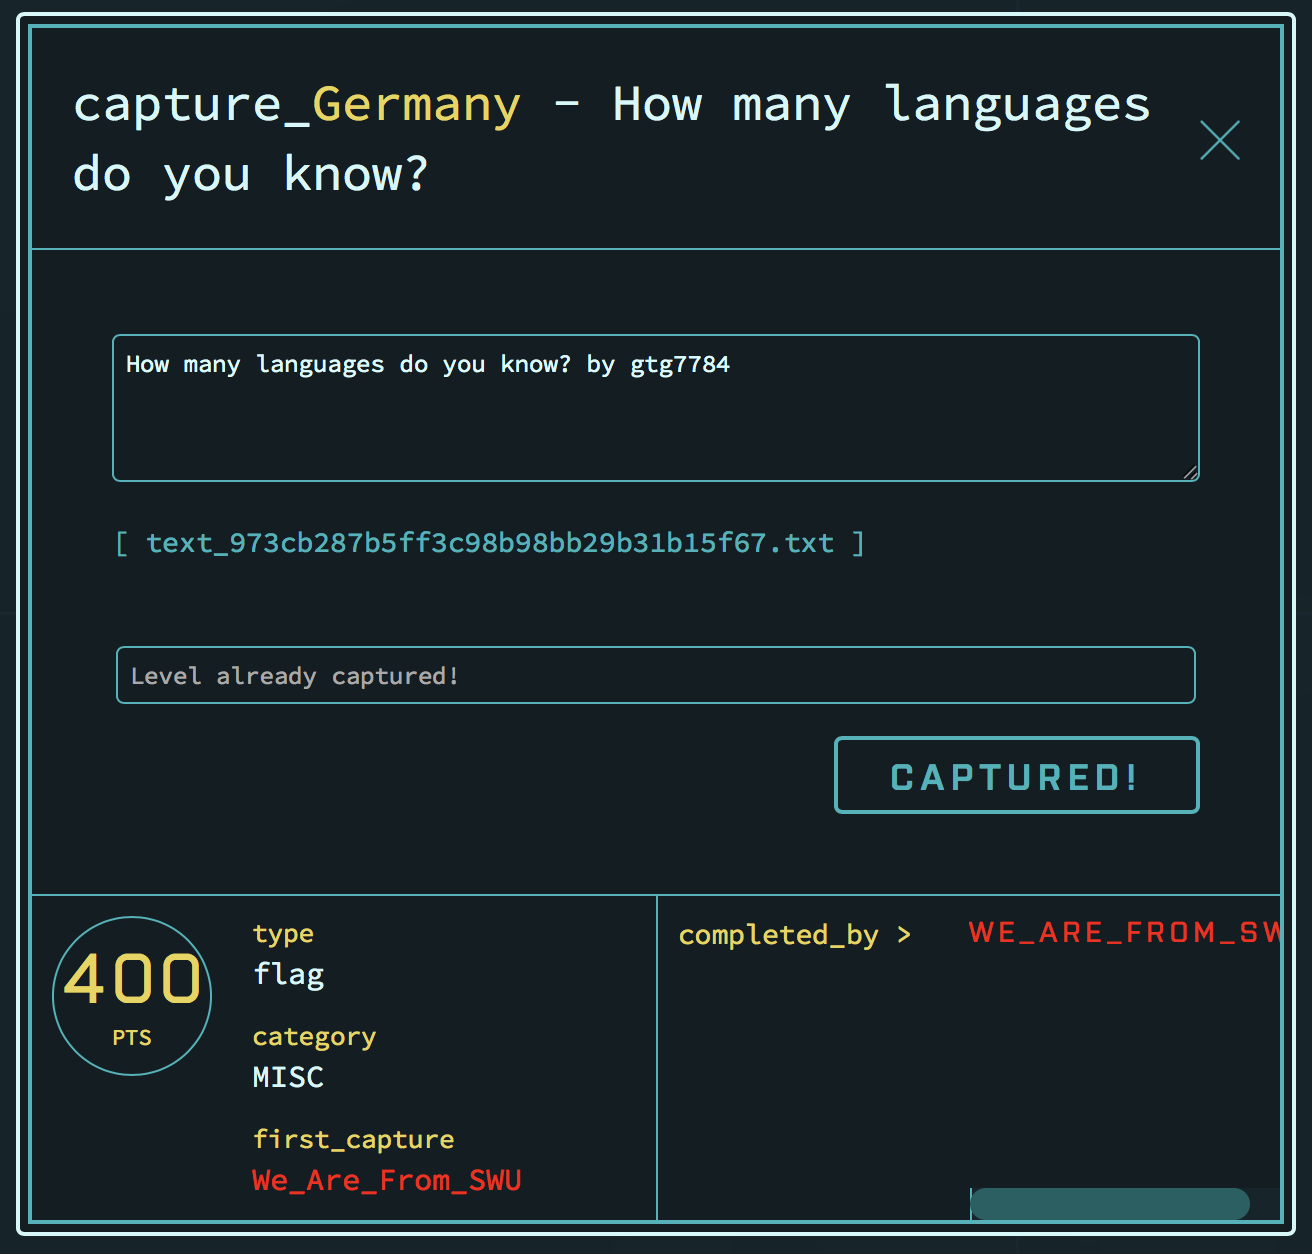 capture_Germany - How many languages
do you know?
How many languages do you know? by gtg7784
[ text_973cb287b5ff3c98b98bb29b31b15f67.txt ]
Level already captured!
CAPTURED!
400
PTS
type
flag
category
MISC
first_capture
We_Are_From_SWU
completed_by >
WE_ARE_FROM_SW